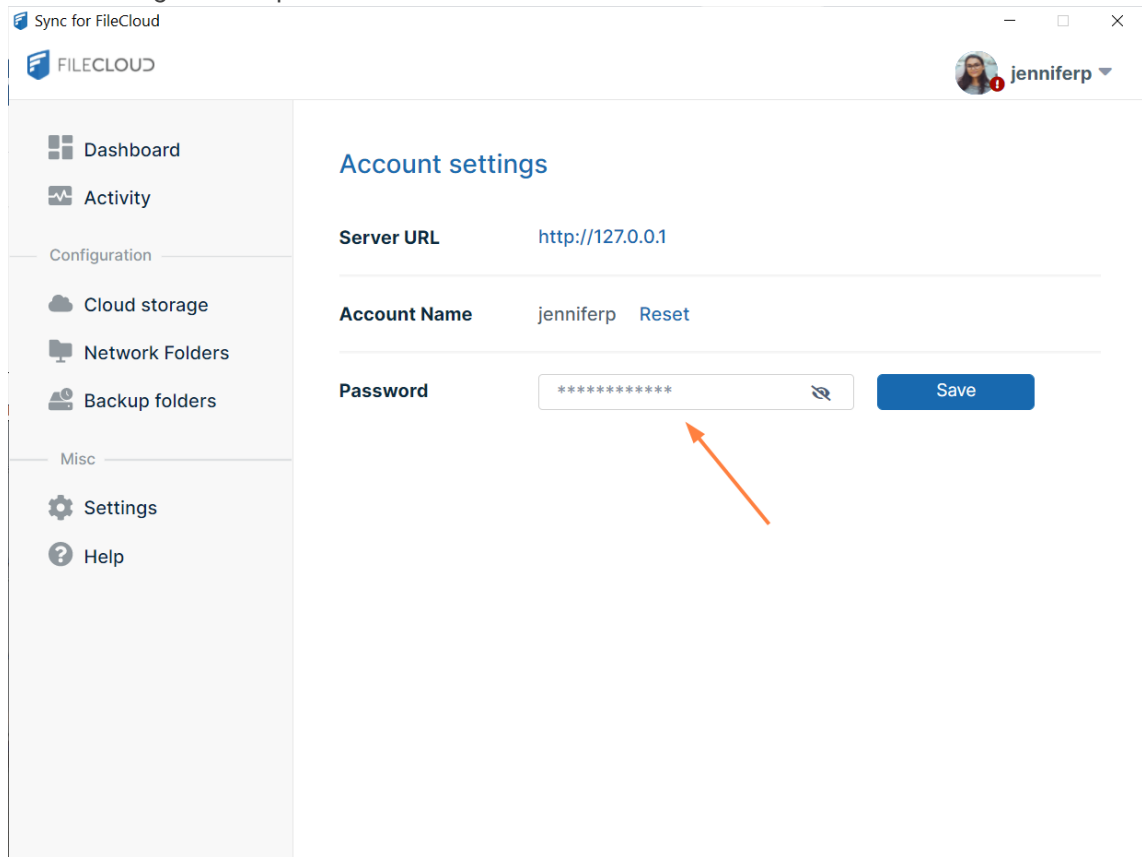 Sync for FileCloud
FILECLOUD
jenniferp
Dashboard
Activity
Configuration
Cloud storage
Network Folders
Backup folders
Misc
Settings
Help
Account settings
Server URL http://127.0.0.1
Account Name jenniferp Reset
Password ************ Save